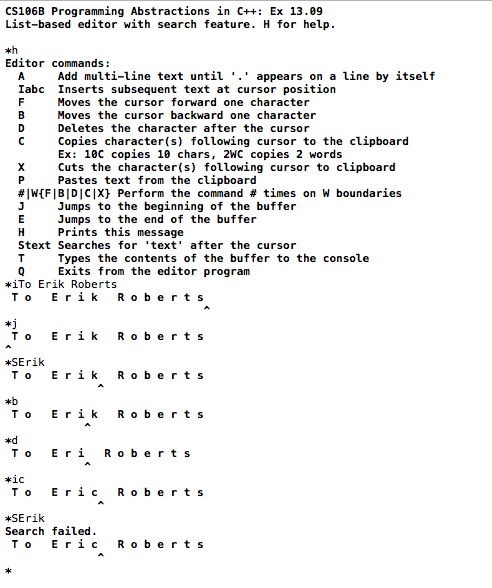 CS106B Programming Abstractions in C++: Ex 13.09
List-based editor with search feature. H for help.
*h
Editor commands:
A Add multi-line text until '.' appears on a line by itself
Iabc Inserts subsequent text at cursor position
F Moves the cursor forward one character
B Moves the cursor backward one character
D Deletes the character after the cursor
C Copies character(s) following cursor to the clipboard
Ex: 10C copies 10 chars, 2WC copies 2 words
X Cuts the character(s) following cursor to clipboard
P Pastes text from the clipboard
#|W{F|B|D|C|X} Perform the command # times on W boundaries
J Jumps to the beginning of the buffer
E Jumps to the end of the buffer
H Prints this message
Stext Searches for 'text' after the cursor
T Types the contents of the buffer to the console
Q Exits from the editor program
*iTo Erik Roberts
T o   E r i k   R o b e r t s
^
*j
T o   E r i k   R o b e r t s
^
*SErik
T o   E r i k   R o b e r t s
^
*b
T o   E r i k   R o b e r t s
^
*d
T o   E r i   R o b e r t s
^
*ic
T o   E r i c   R o b e r t s
^
*SErik
Search failed.
T o   E r i c   R o b e r t s
^
*